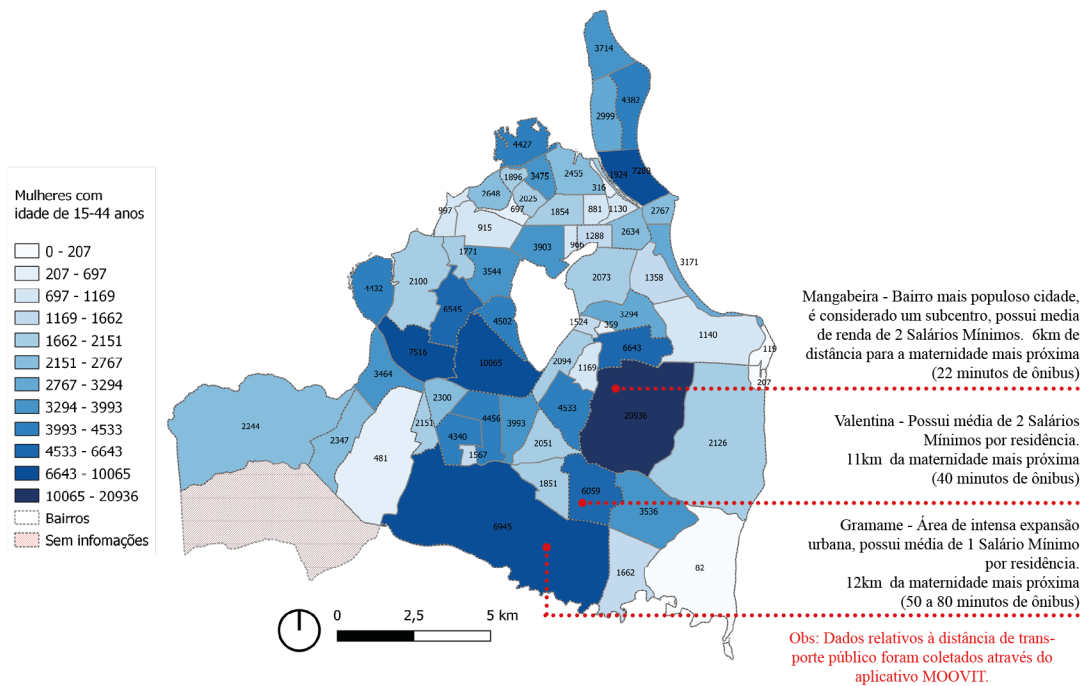 Mulheres com
idade de 15-44 anos
0 - 207
207 - 697
697 - 1169
1169 - 1662
1662 - 2151
2151 - 2767
2767 - 3294
3294 - 3993
3993 - 4533
4533 - 6643
6643 - 10065
10065 - 20936
Bairros
Sem infomações
3714
4382
2999
4427
1924
3475
2455
1896
316
2648
2025
697
997
1854
881
1130
2767
915
1288
2634
3903
1771
3171
3544
2100
2073
1358
4432
6545
3294
4502
1524
359
1140
7516
6643
119
10065
2094
1169
3464
207
2300
4533
20936
2244
2151
4456
3993
2347
4340
2051
2126
481
1567
1851
6059
3536
6945
1662
82
0
2,5
5 km
Mangabeira - Bairro mais populoso cidade,
é considerado um subcentro, possui media
de renda de 2 Salários Mínimos. 6km de
distância para a maternidade mais próxima
(22 minutos de ônibus)
Valentina - Possui média de 2 Salários
Mínimos por residência.
11km da maternidade mais próxima
(40 minutos de ônibus)
Gramame - Área de intensa expansão
urbana, possui média de 1 Salário Mínimo
por residência.
12km da maternidade mais próxima
(50 a 80 minutos de ônibus)
Obs: Dados relativos à distância de trans-
porte público foram coletados através do
aplicativo MOOVIT.